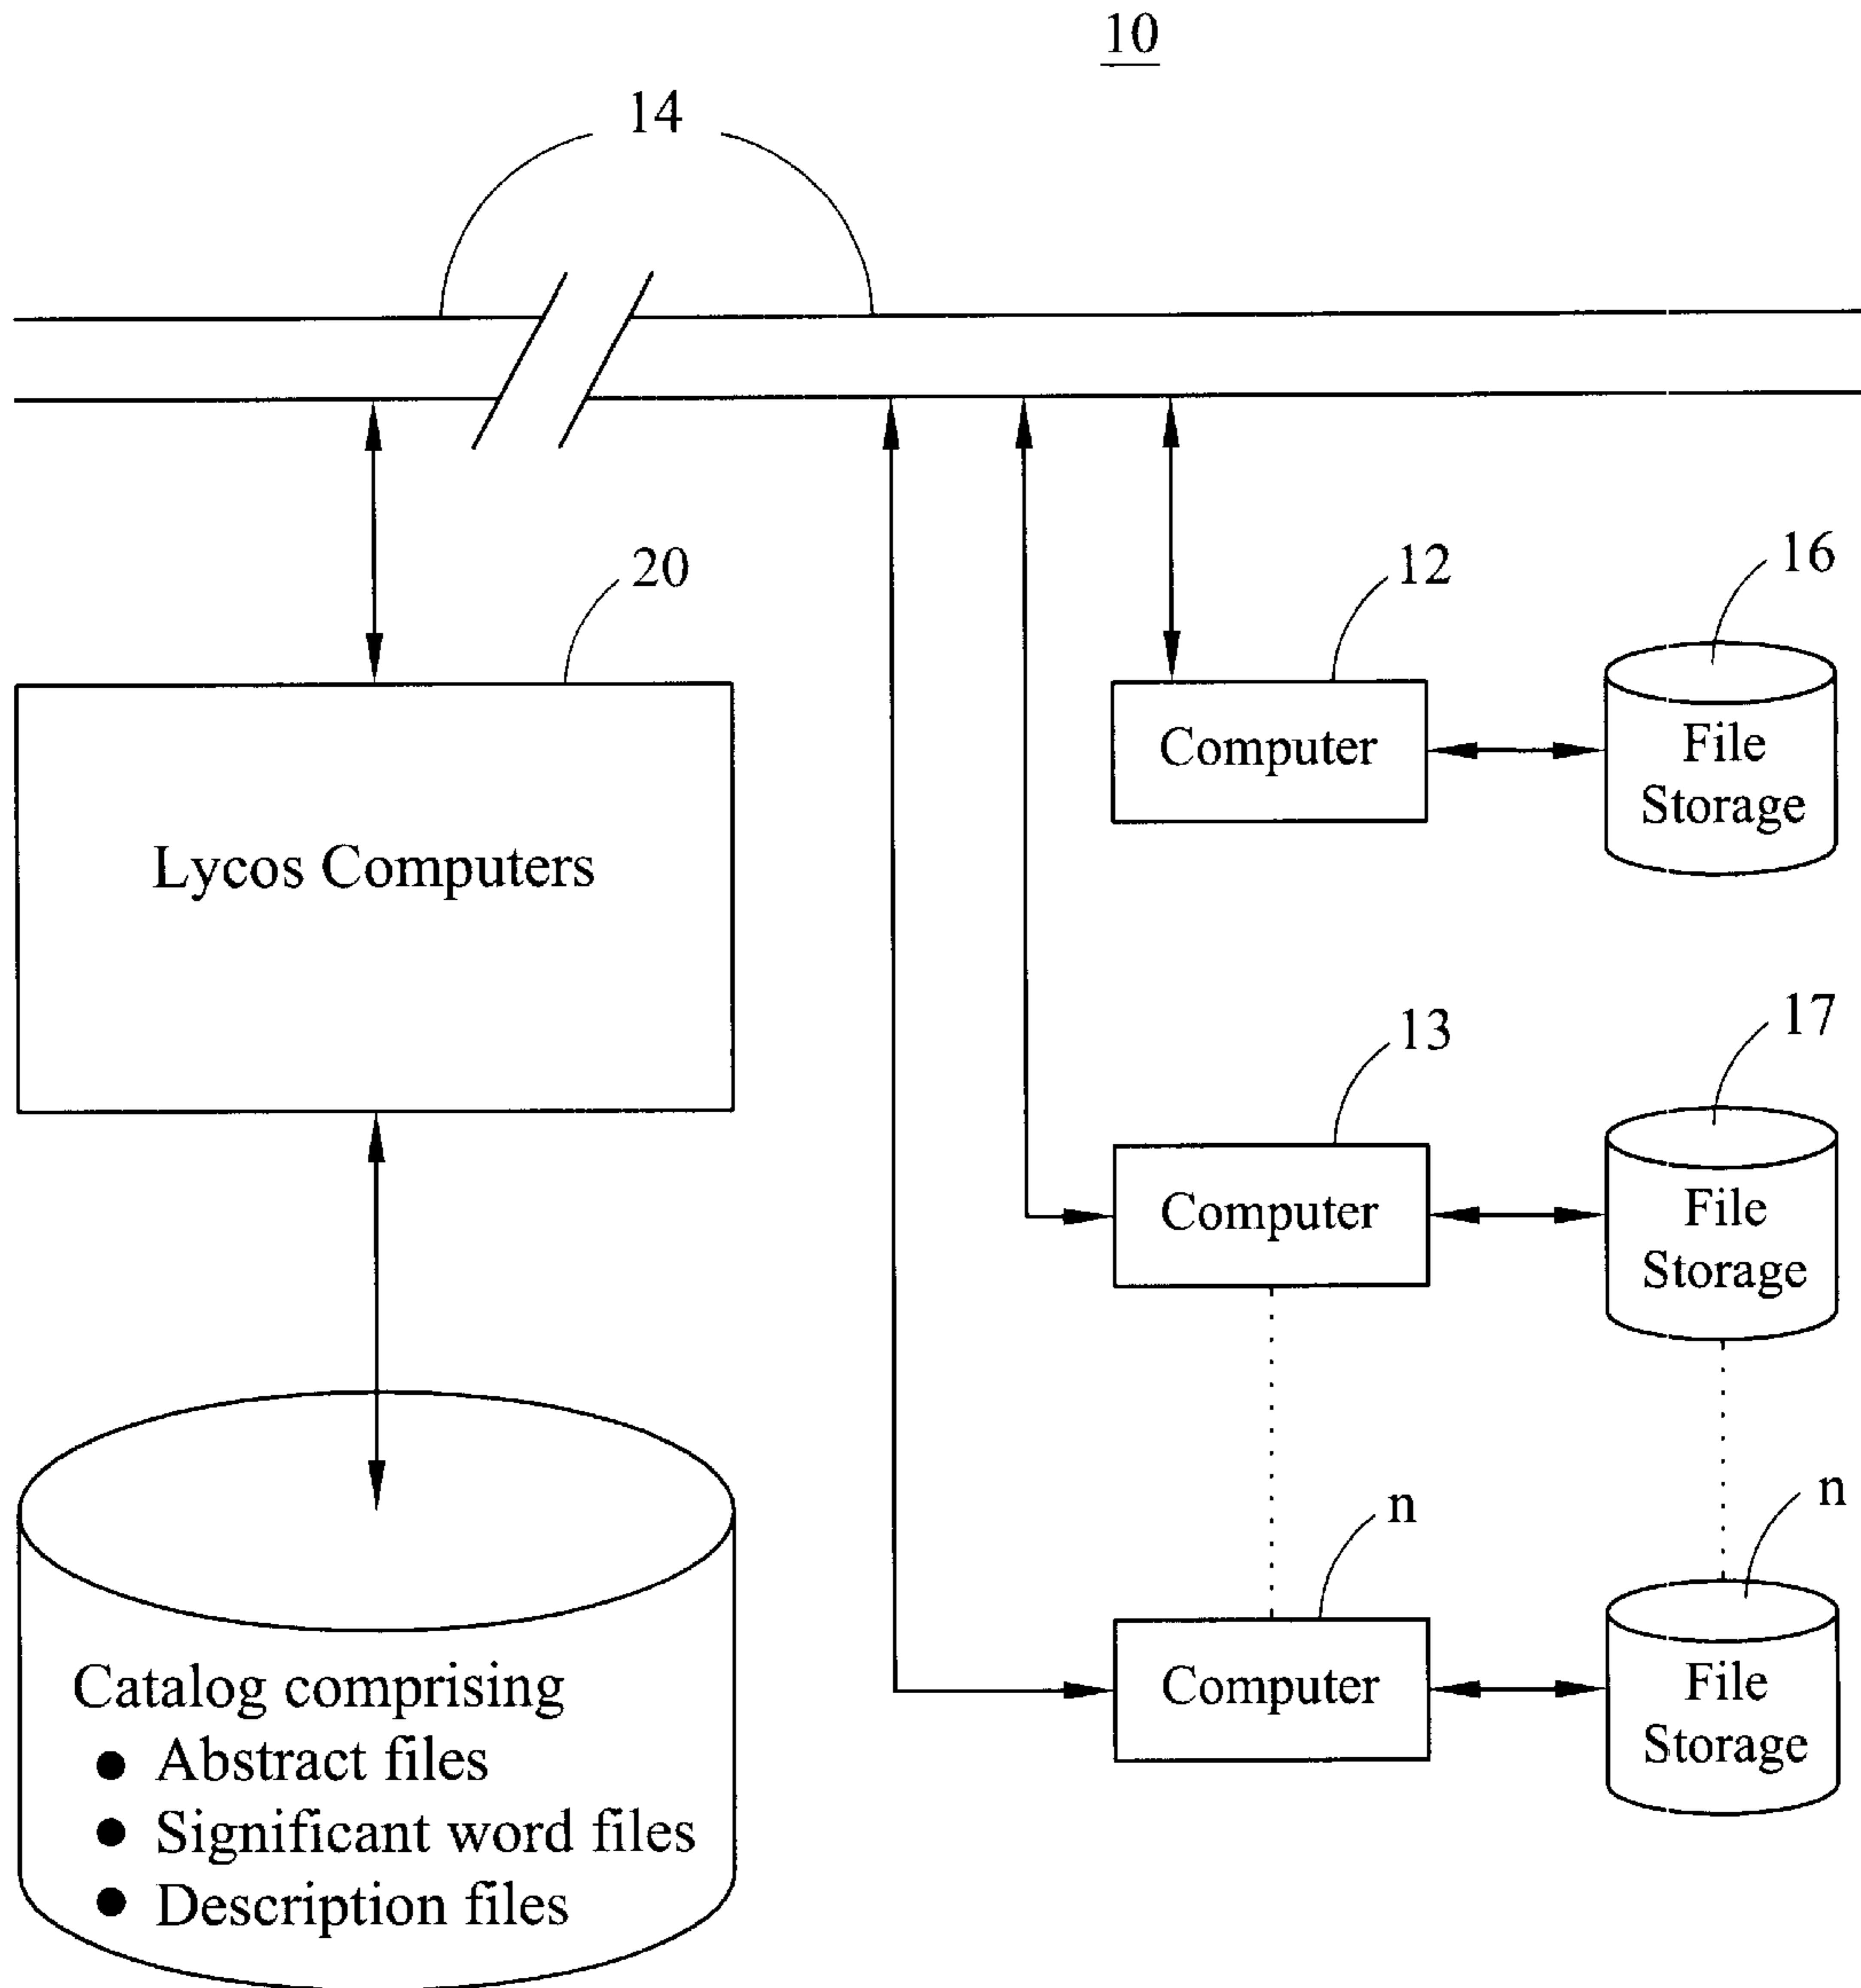 10
14
20
12
16
Computer
File
Storage
Lycos Computers
13
17
Computer
File
Storage
n
n
Computer
File
Storage
Catalog comprising
● Abstract files
● Significant word files
● Description files